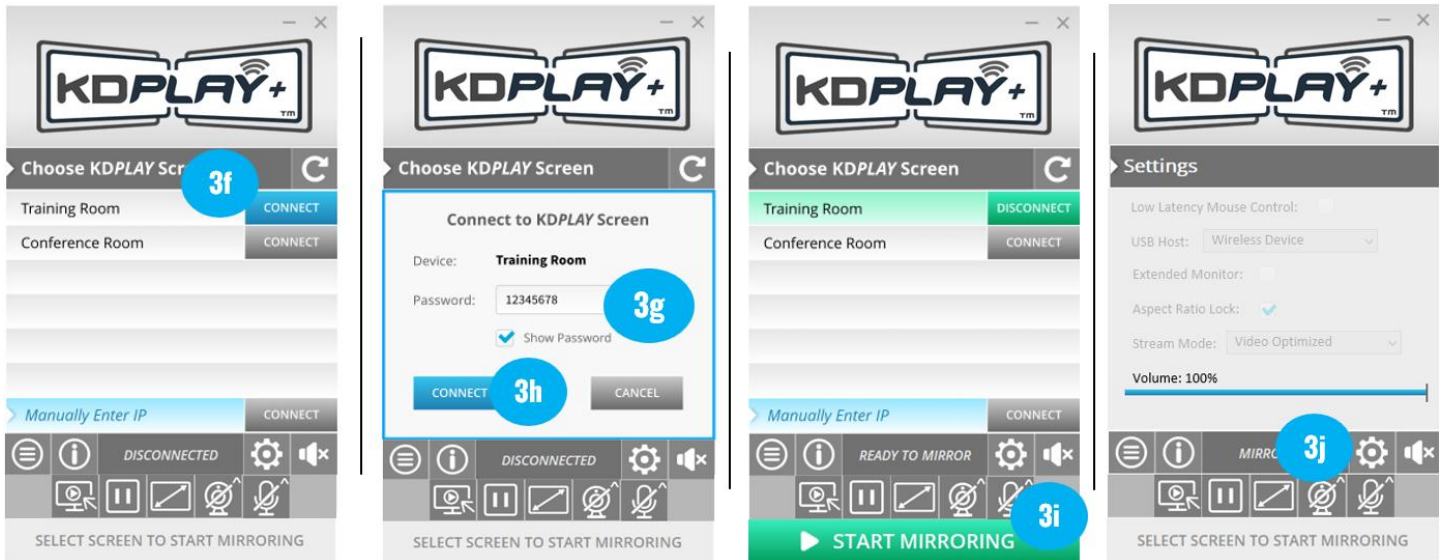 KDPLAY+
TM
Choose KDPLAY Scr
3f
Training Room CONNECT
Conference Room CONNECT
Manually Enter IP CONNECT
DISCONNECTED
SELECT SCREEN TO START MIRRORING
KDPLAY+
TM
Choose KDPLAY Screen
Connect to KDPLAY Screen
Device: Training Room
Password: 12345678
3g
Show Password
CONNECT 3h CANCEL
DISCONNECTED
SELECT SCREEN TO START MIRRORING
KDPLAY+
TM
Choose KDPLAY Screen
Training Room DISCONNECT
Conference Room CONNECT
Manually Enter IP CONNECT
READY TO MIRROR
3i
START MIRRORING
KDPLAY+
TM
Settings
Low Latency Mouse Control:
USB Host: Wireless Device
Extended Monitor:
Aspect Ratio Lock:
Stream Mode: Video Optimized
Volume: 100%
MIRRO 3j
SELECT SCREEN TO START MIRRORING